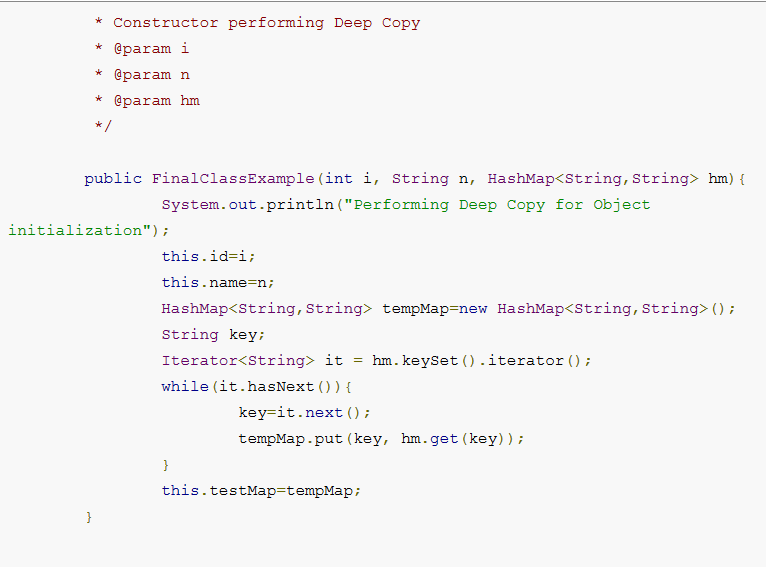 * Constructor performing Deep Copy
* @param i
* @param n
* @param hm
*/
public FinalClassExample(int i, String n, HashMap<String,String> hm){
System.out.println("Performing Deep Copy for Object
initialization");
this.id=i;
this.name=n;
HashMap<String,String> tempMap=new HashMap<String,String>();
String key;
Iterator<String> it = hm.keySet().iterator();
while(it.hasNext()){
key=it.next();
tempMap.put(key, hm.get(key));
}
this.testMap=tempMap;
}